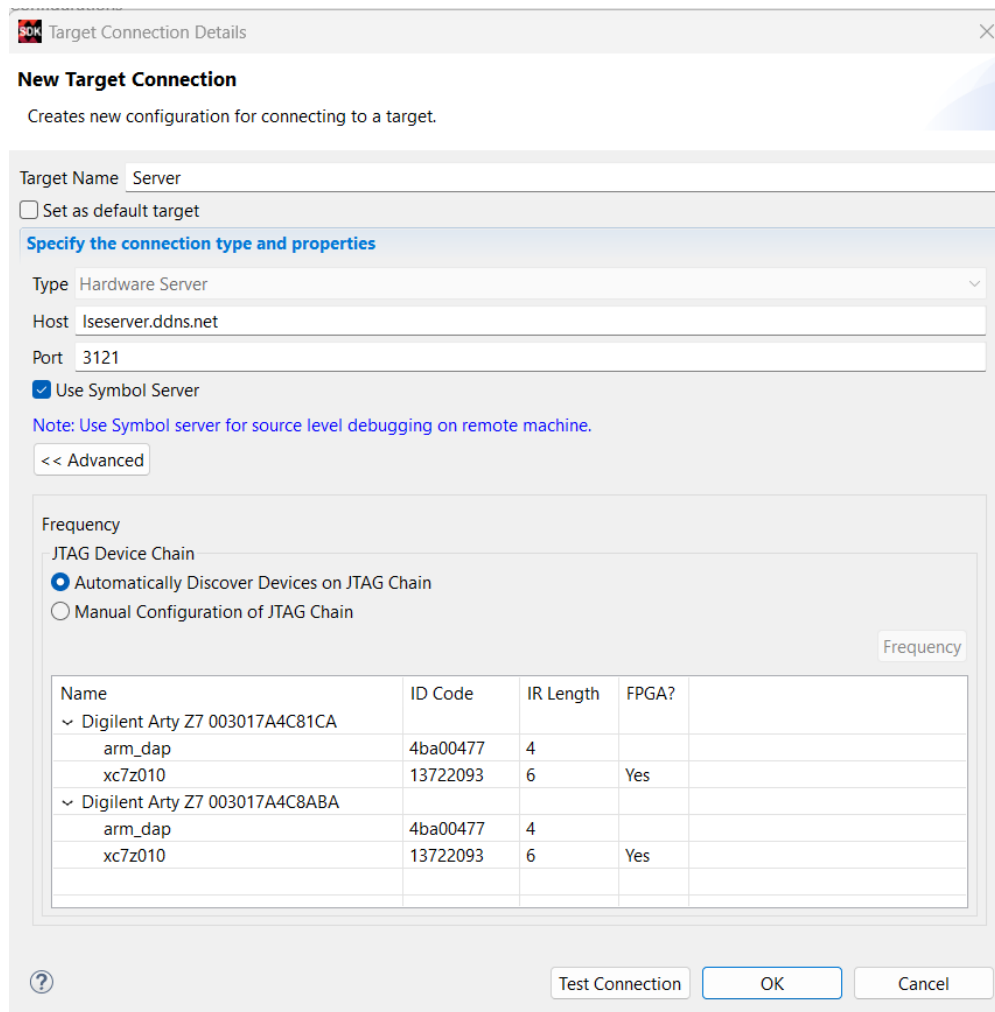 SDK Target Connection Details
New Target Connection
Creates new configuration for connecting to a target.
Target Name Server
Set as default target
Specify the connection type and properties
Type Hardware Server
Host lseserver.ddns.net
Port 3121
Use Symbol Server
Note: Use Symbol server for source level debugging on remote machine.
<< Advanced
Frequency
JTAG Device Chain
Automatically Discover Devices on JTAG Chain
Manual Configuration of JTAG Chain
Frequency
Name ID Code IR Length FPGA?
Digilent Arty Z7 003017A4C81CA
arm_dap 4ba00477 4
xc7z010 13722093 6 Yes
Digilent Arty Z7 003017A4C8ABA
arm_dap 4ba00477 4
xc7z010 13722093 6 Yes
? Test Connection OK Cancel